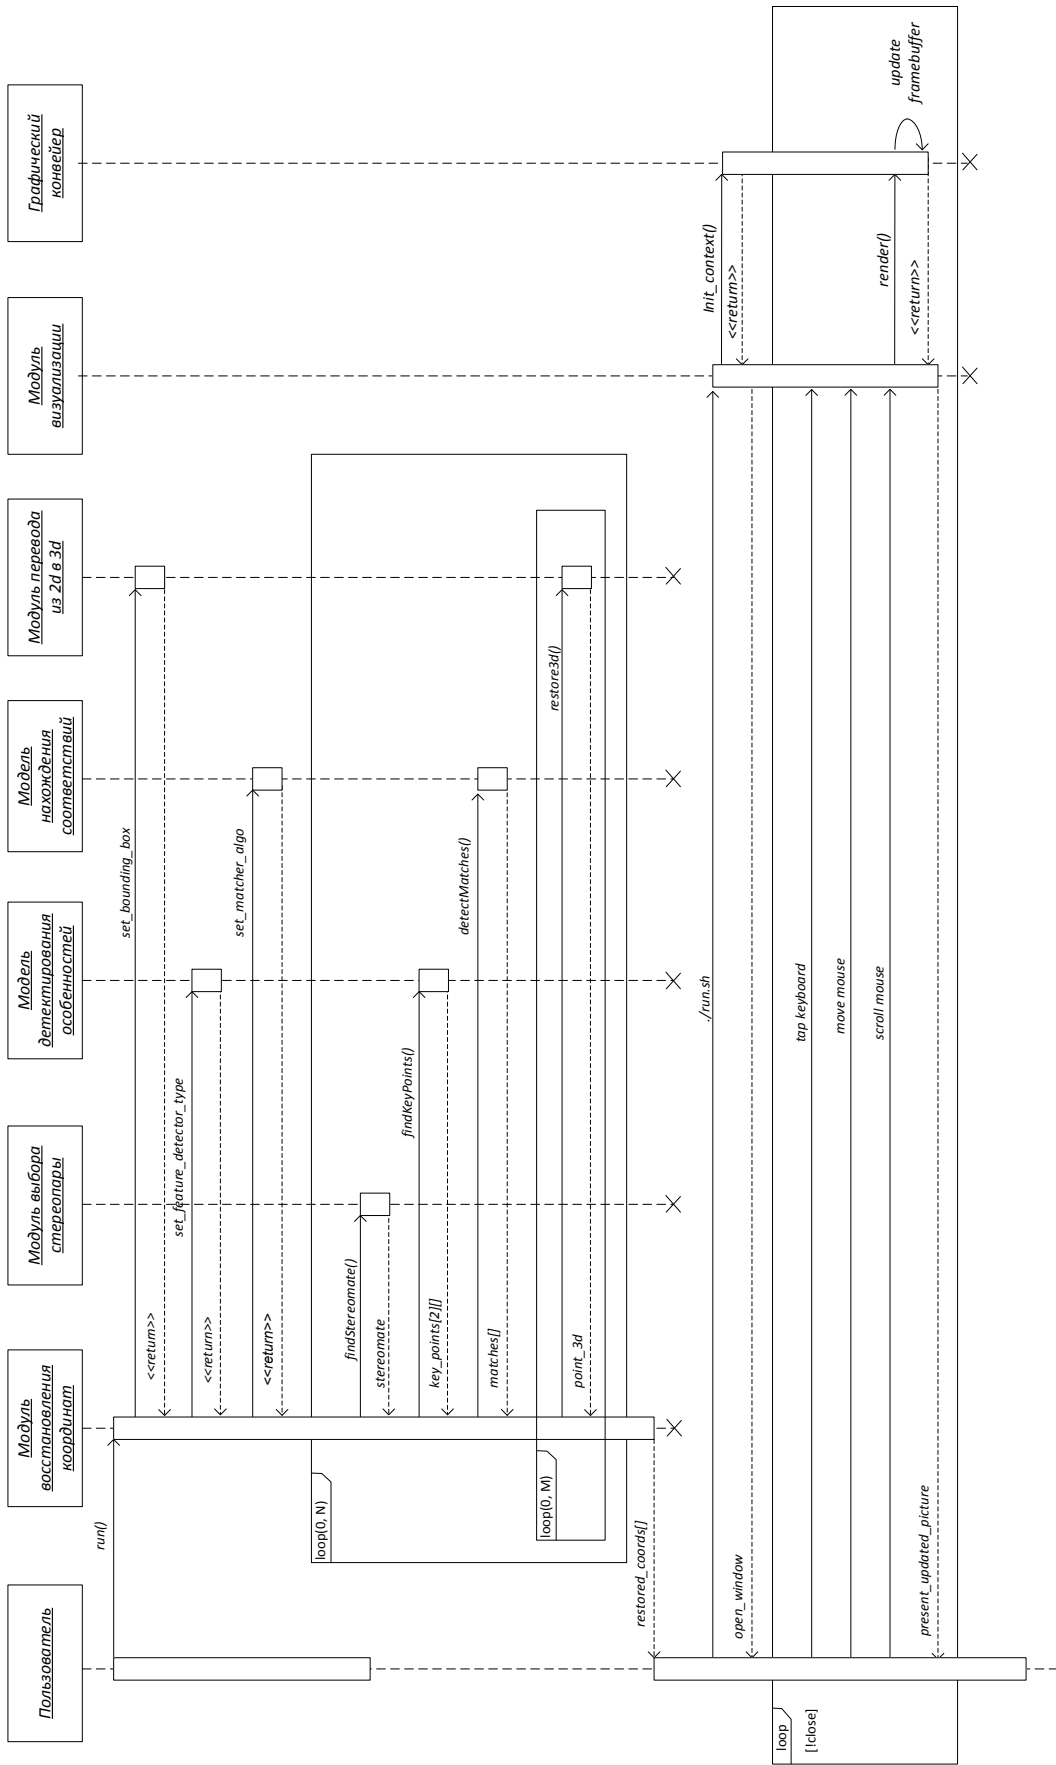 Пользователь
Модуль
восстановления
координат
Модуль выбора
стереопары
Модель
детектирования
особенностей
Модель
нахождения
соответствий
Модуль перевода
из 2d в 3d
Модуль
визуализации
Графический
конвейер
run()
set_bounding_box
<<return>>
set_feature_detector_type
<<return>>
set_matcher_algo
<<return>>
loop(0, N)
findStereomate()
stereomate
findKeyPoints()
key_points[2][]
detectMatches()
matches[]
loop(0, M)
restore3d()
point_3d
restored_coords[]
./run.sh
Init_context()
<<return>>
open_window
loop
[!close]
tap keyboard
move mouse
scroll mouse
render()
update
framebuffer
<<return>>
present_updated_picture